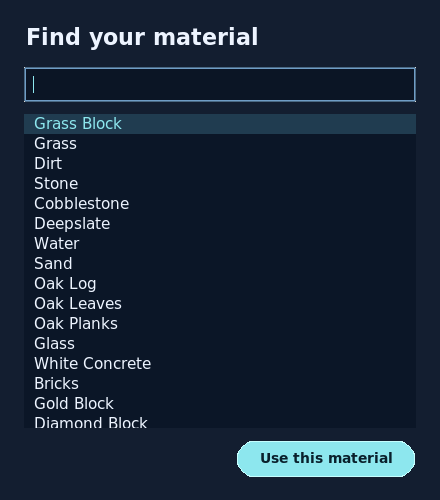 Find your material
Grass Block
Grass
Dirt
Stone
Cobblestone
Deepslate
Water
Sand
Oak Log
Oak Leaves
Oak Planks
Glass
White Concrete
Bricks
Gold Block
Diamond Block
Use this material